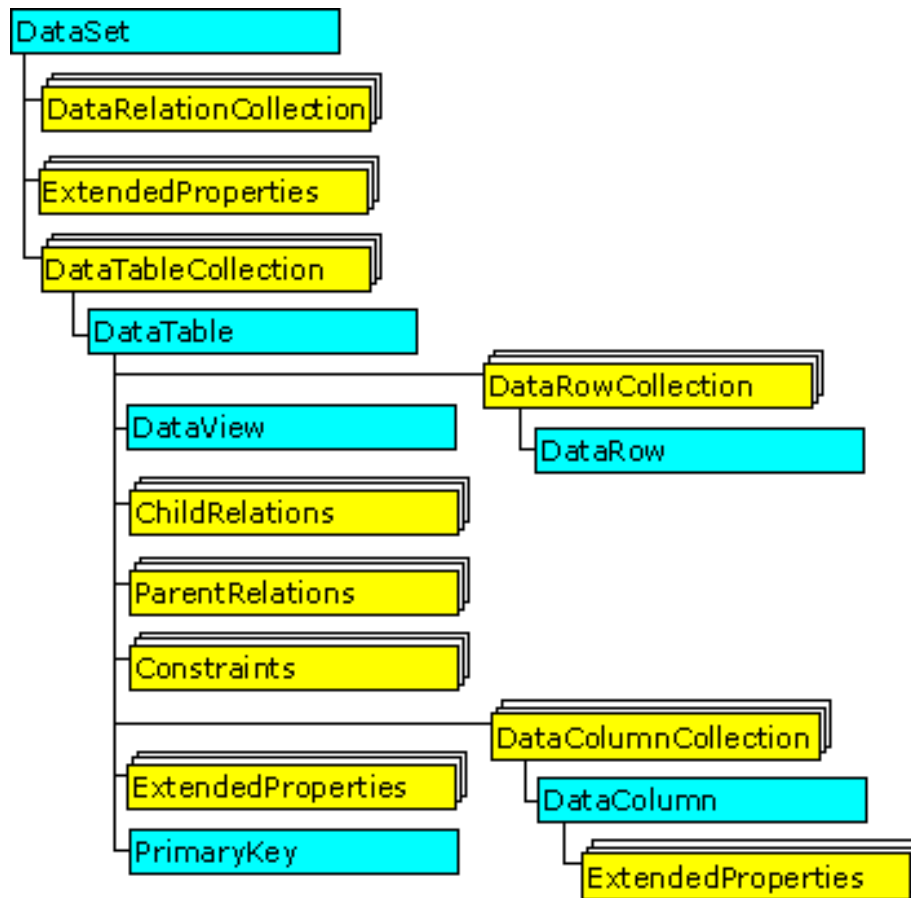 DataSet
DataRelationCollection
ExtendedProperties
DataTableCollection
DataTable
DataRowCollection
DataView
DataRow
ChildRelations
ParentRelations
Constraints
DataColumnCollection
ExtendedProperties
DataColumn
PrimaryKey
ExtendedProperties